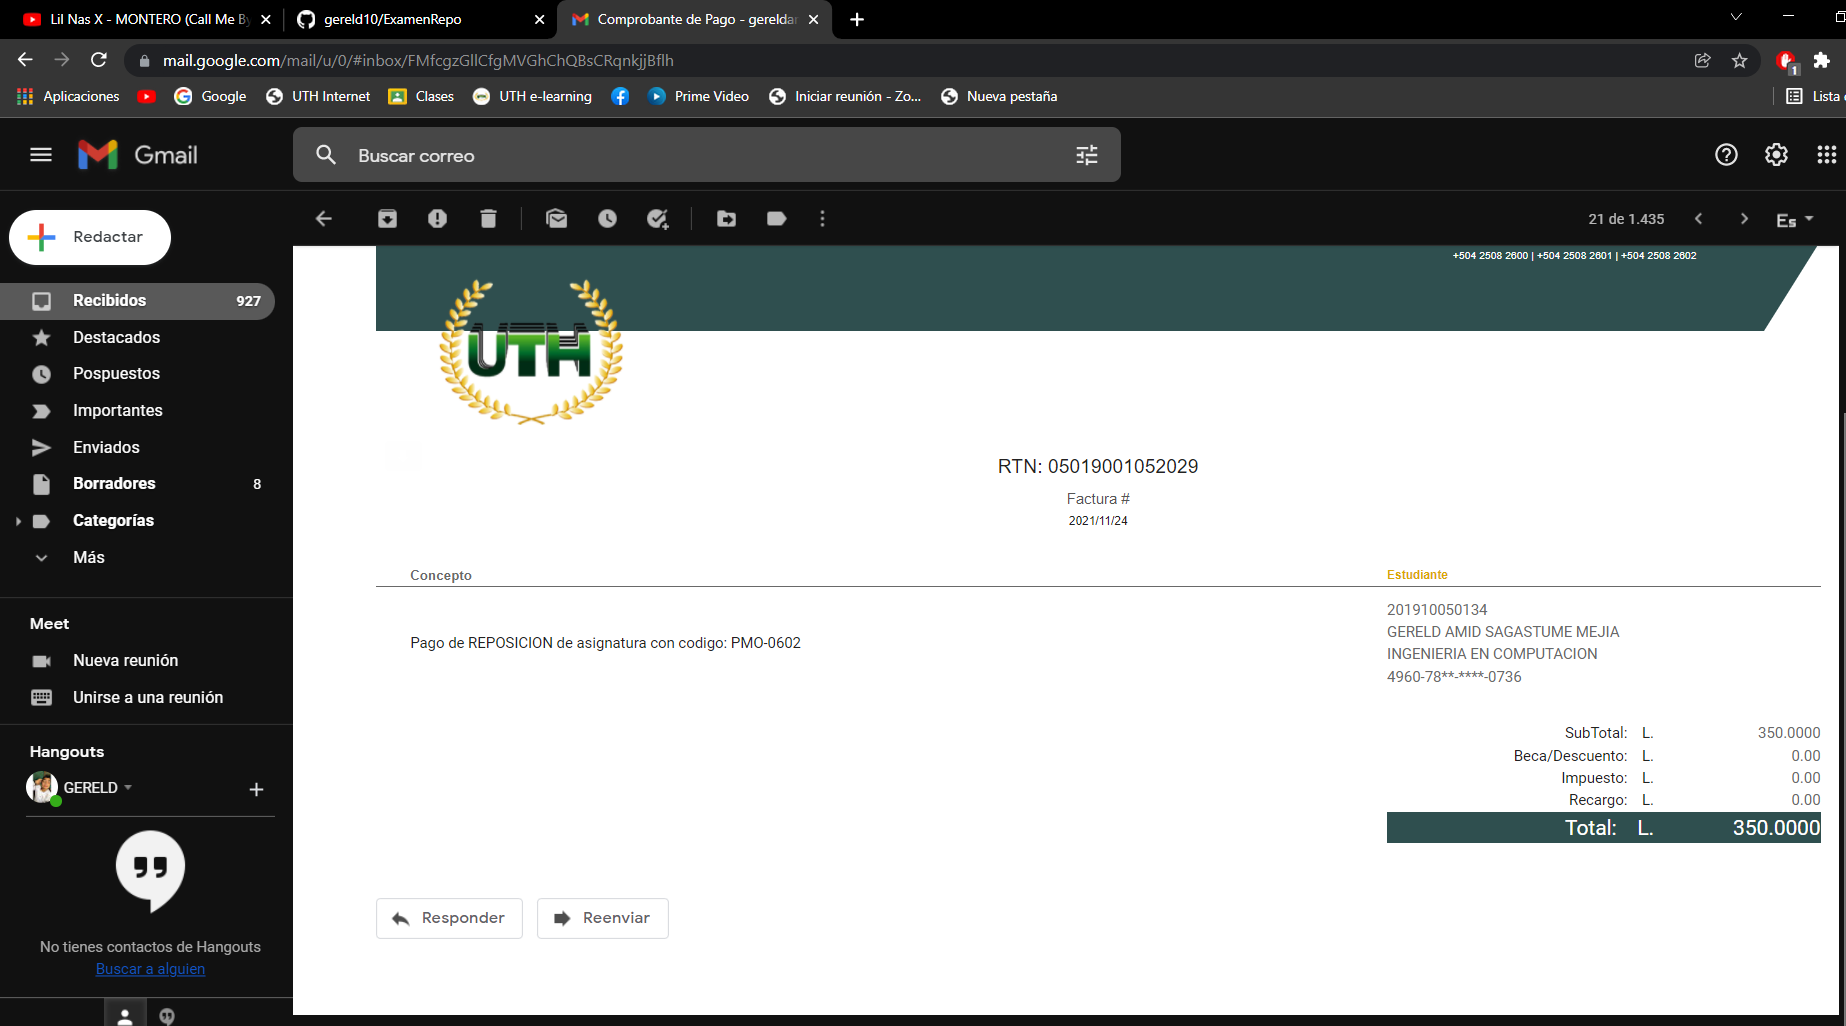 Lil Nas X - MONTERO (Call Me By
gereld10/ExamenRepo
Comprobante de Pago - gereldar
mail.google.com/mail/u/0/#inbox/FMfcgzGllCfgMVGhChQBsCRqnkjjBflh
1
Aplicaciones
Google
UTH Internet
Clases
UTH e-learning
Prime Video
Iniciar reunión - Zo...
Nueva pestaña
Lista
Gmail
Buscar correo
Redactar
21 de 1.435
Es
Recibidos 927
Destacados
Pospuestos
Importantes
Enviados
Borradores 8
Categorías
Más
Meet
Nueva reunión
Unirse a una reunión
Hangouts
GERELD
No tienes contactos de Hangouts
Buscar a alguien
+504 2508 2600 | +504 2508 2601 | +504 2508 2602
UTH
RTN: 05019001052029
Factura #
2021/11/24
Concepto
Estudiante
Pago de REPOSICION de asignatura con codigo: PMO-0602
201910050134
GERELD AMID SAGASTUME MEJIA
INGENIERIA EN COMPUTACION
4960-78**-****-0736
SubTotal: L. 350.0000
Beca/Descuento: L. 0.00
Impuesto: L. 0.00
Recargo: L. 0.00
Total: L. 350.0000
Responder
Reenviar